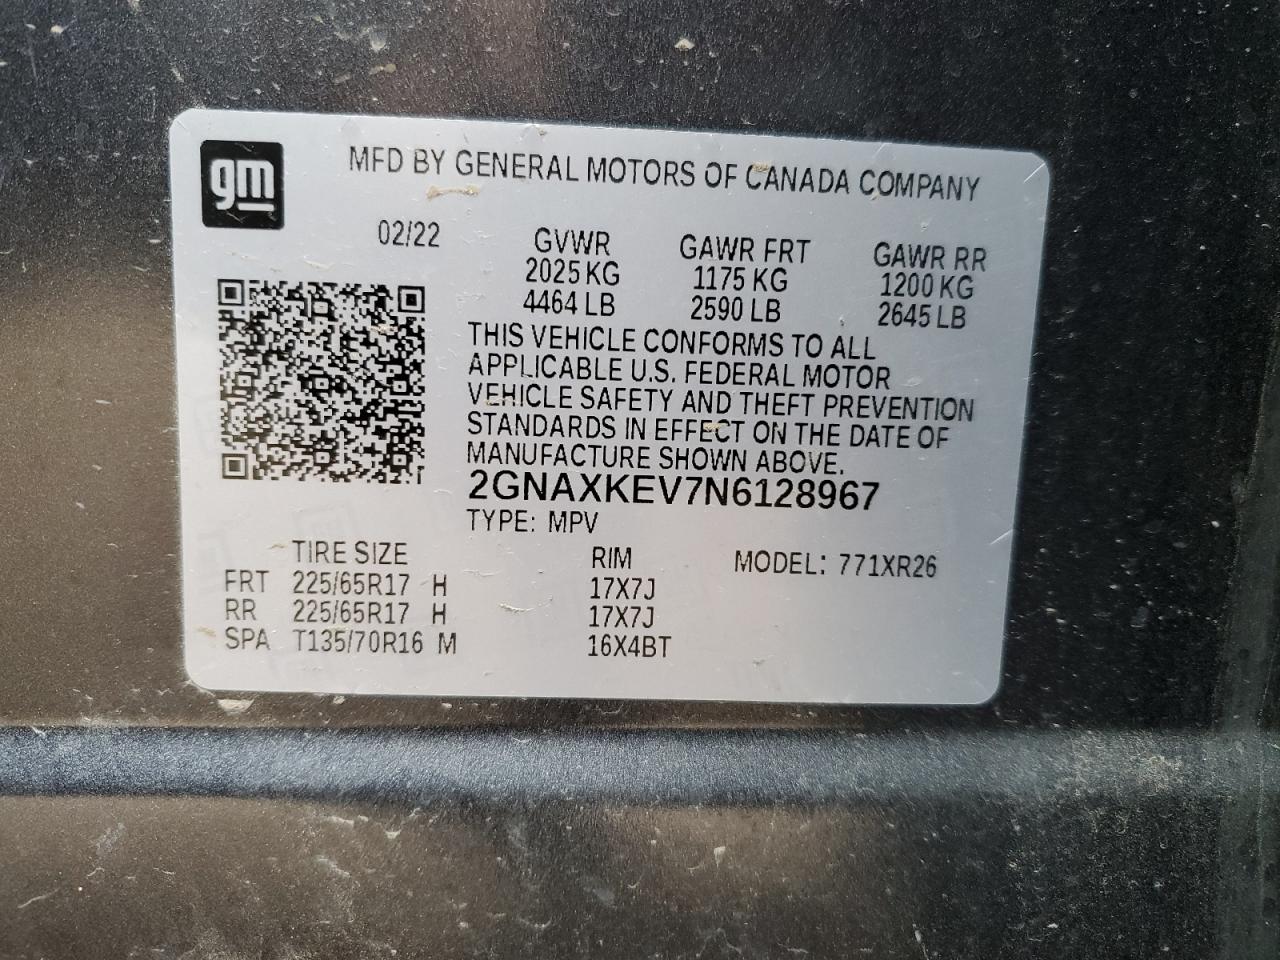 gm
MFD BY GENERAL MOTORS OF CANADA COMPANY
02/22 GVWR GAWR FRT GAWR RR
2025 KG 1175 KG 1200 KG
4464 LB 2590 LB 2645 LB
THIS VEHICLE CONFORMS TO ALL
APPLICABLE U.S. FEDERAL MOTOR
VEHICLE SAFETY AND THEFT PREVENTION
STANDARDS IN EFFECT ON THE DATE OF
MANUFACTURE SHOWN ABOVE.
2GNAXKEV7N6128967
TYPE: MPV
TIRE SIZE RIM MODEL: 771XR26
FRT 225/65R17 H 17X7J
RR 225/65R17 H 17X7J
SPA T135/70R16 M 16X4BT